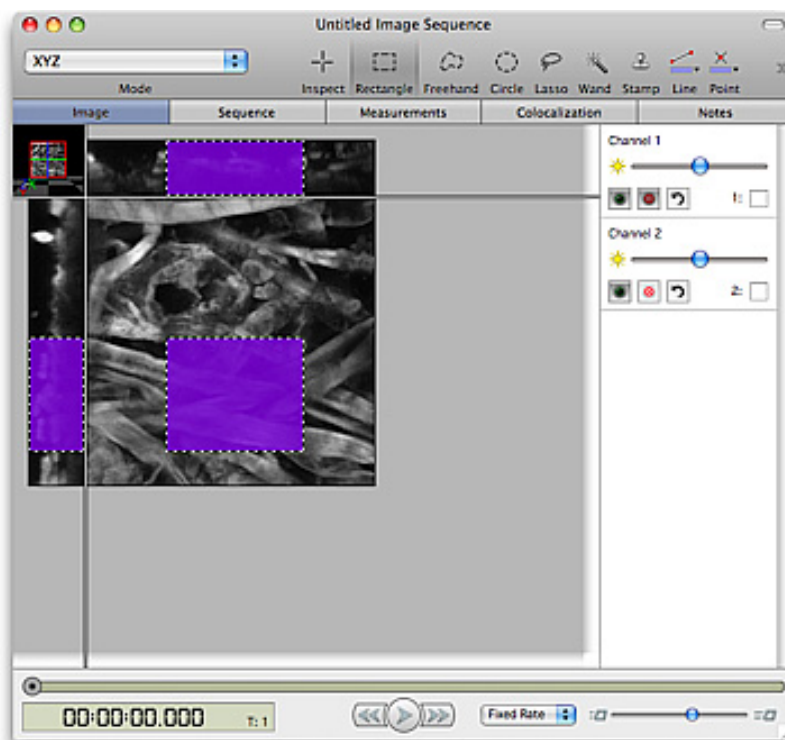 Untitled Image Sequence
XYZ
Mode
Inspect Rectangle Freehand Circle Lasso Wand Stamp Line Point
Image Sequence Measurements Colocalization Notes
Channel 1
1:
Channel 2
2:
00:00:00.000 T: 1
Fixed Rate